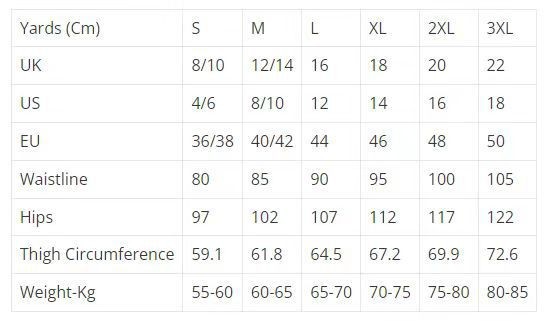 Yards (Cm) S M L XL 2XL 3XL
UK 8/10 12/14 16 18 20 22
US 4/6 8/10 12 14 16 18
EU 36/38 40/42 44 46 48 50
Waistline 80 85 90 95 100 105
Hips 97 102 107 112 117 122
Thigh Circumference 59.1 61.8 64.5 67.2 69.9 72.6
Weight-Kg 55-60 60-65 65-70 70-75 75-80 80-85